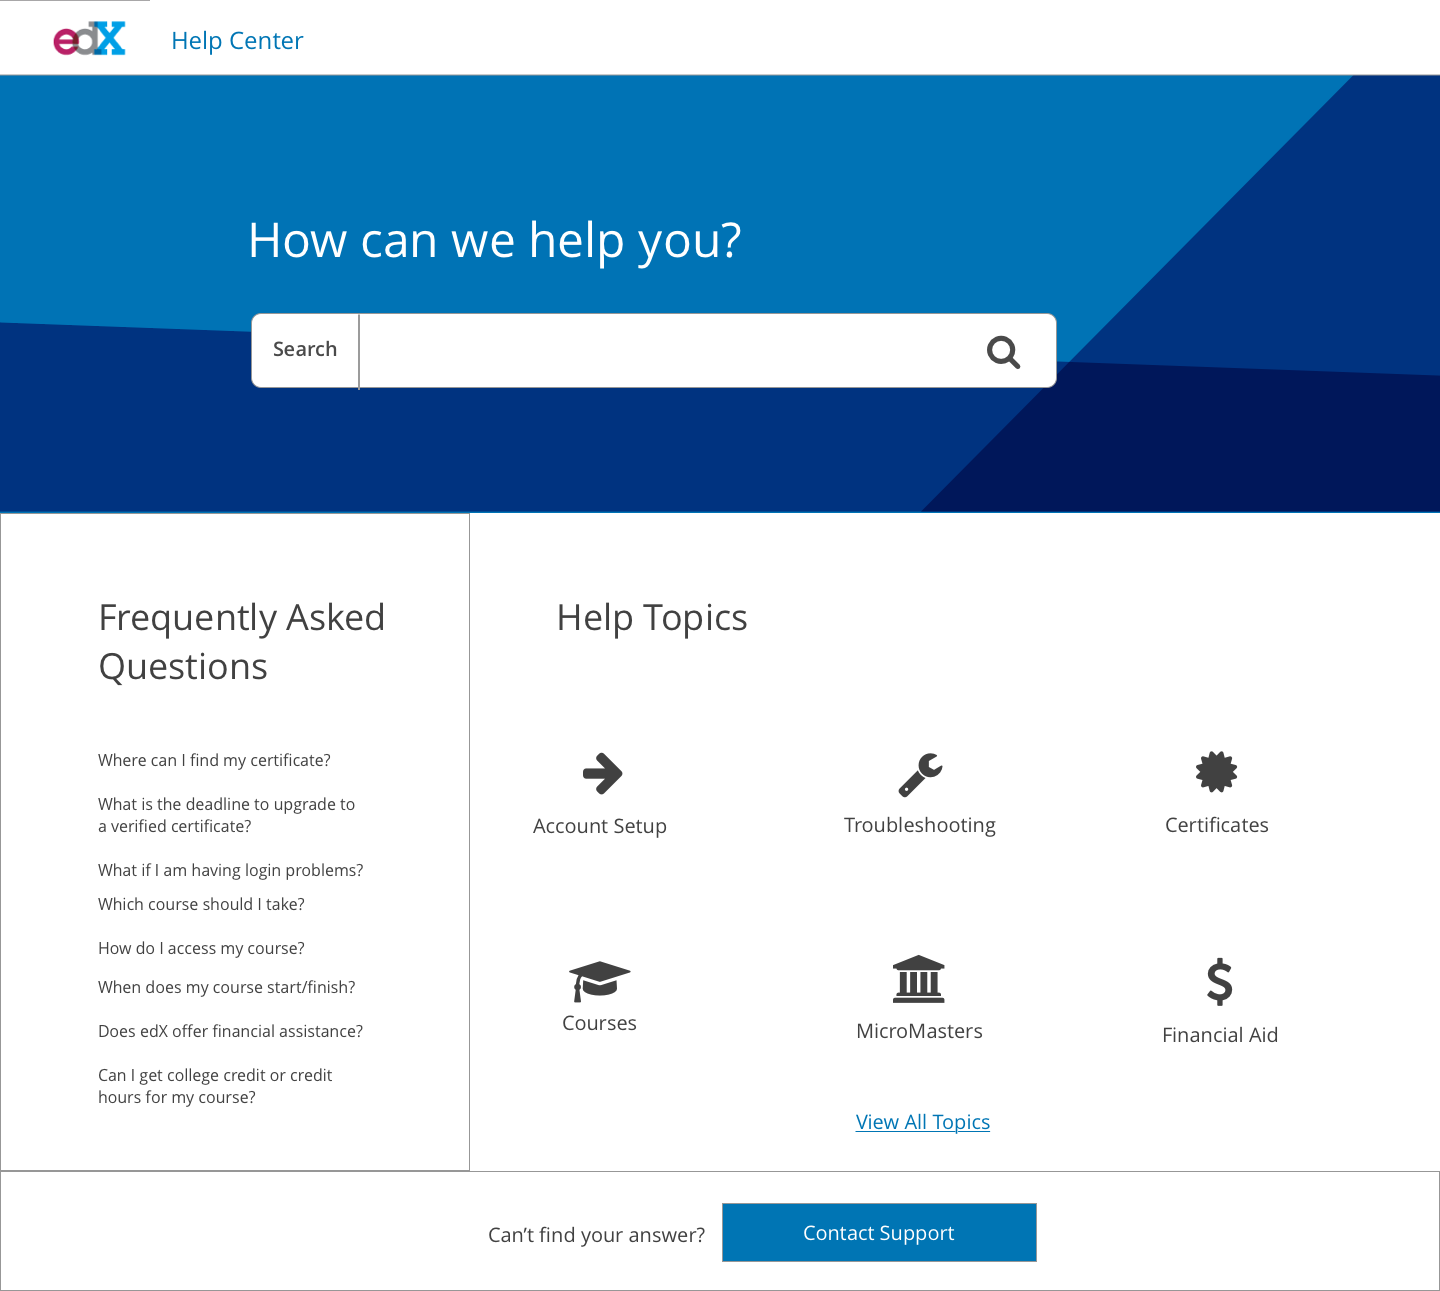 edX
Help Center
How can we help you?
Search
Frequently Asked
Questions
Where can I find my certificate?
What is the deadline to upgrade to
a verified certificate?
What if I am having login problems?
Which course should I take?
How do I access my course?
When does my course start/finish?
Does edX offer financial assistance?
Can I get college credit or credit
hours for my course?
Help Topics
Account Setup
Troubleshooting
Certificates
Courses
MicroMasters
Financial Aid
View All Topics
Can’t find your answer?
Contact Support